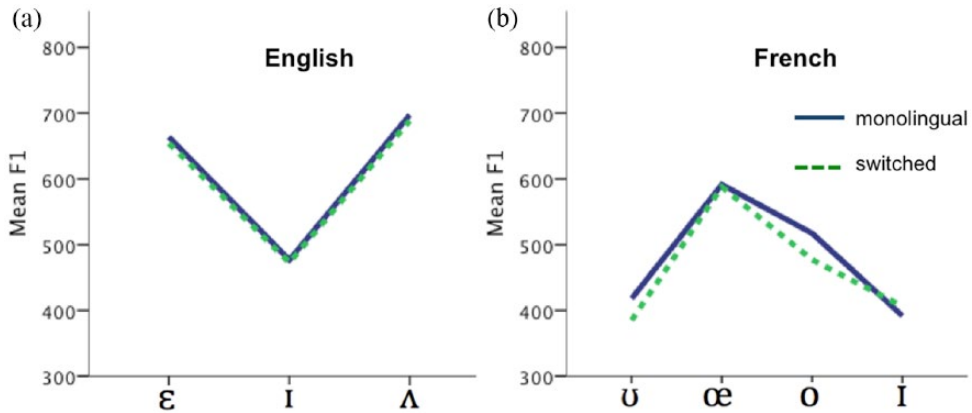 (a)
English
Mean F1
800
700
600
500
400
300
ɛ ɪ ʌ
(b)
French
Mean F1
800
700
600
500
400
300
ʊ œ o ɪ
monolingual
switched